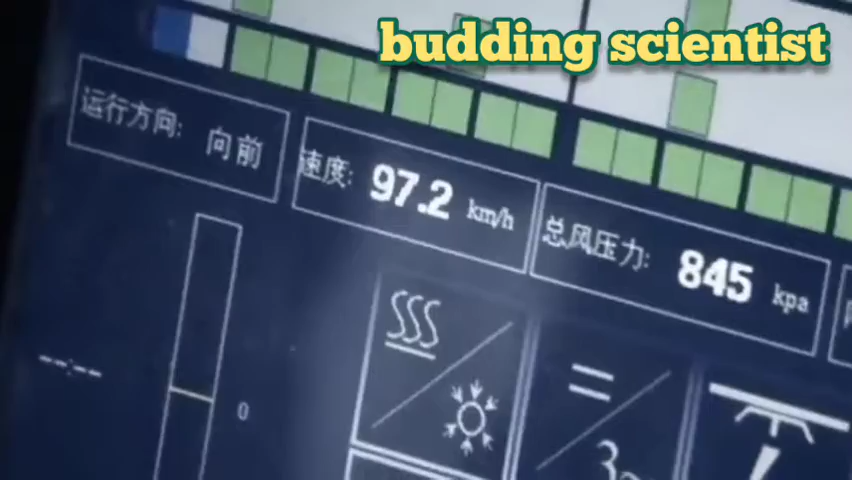 budding scientist
运行方向: 向前
速度: 97.2 km/h
总风压力: 845 kpa
--:--
0
=
3~